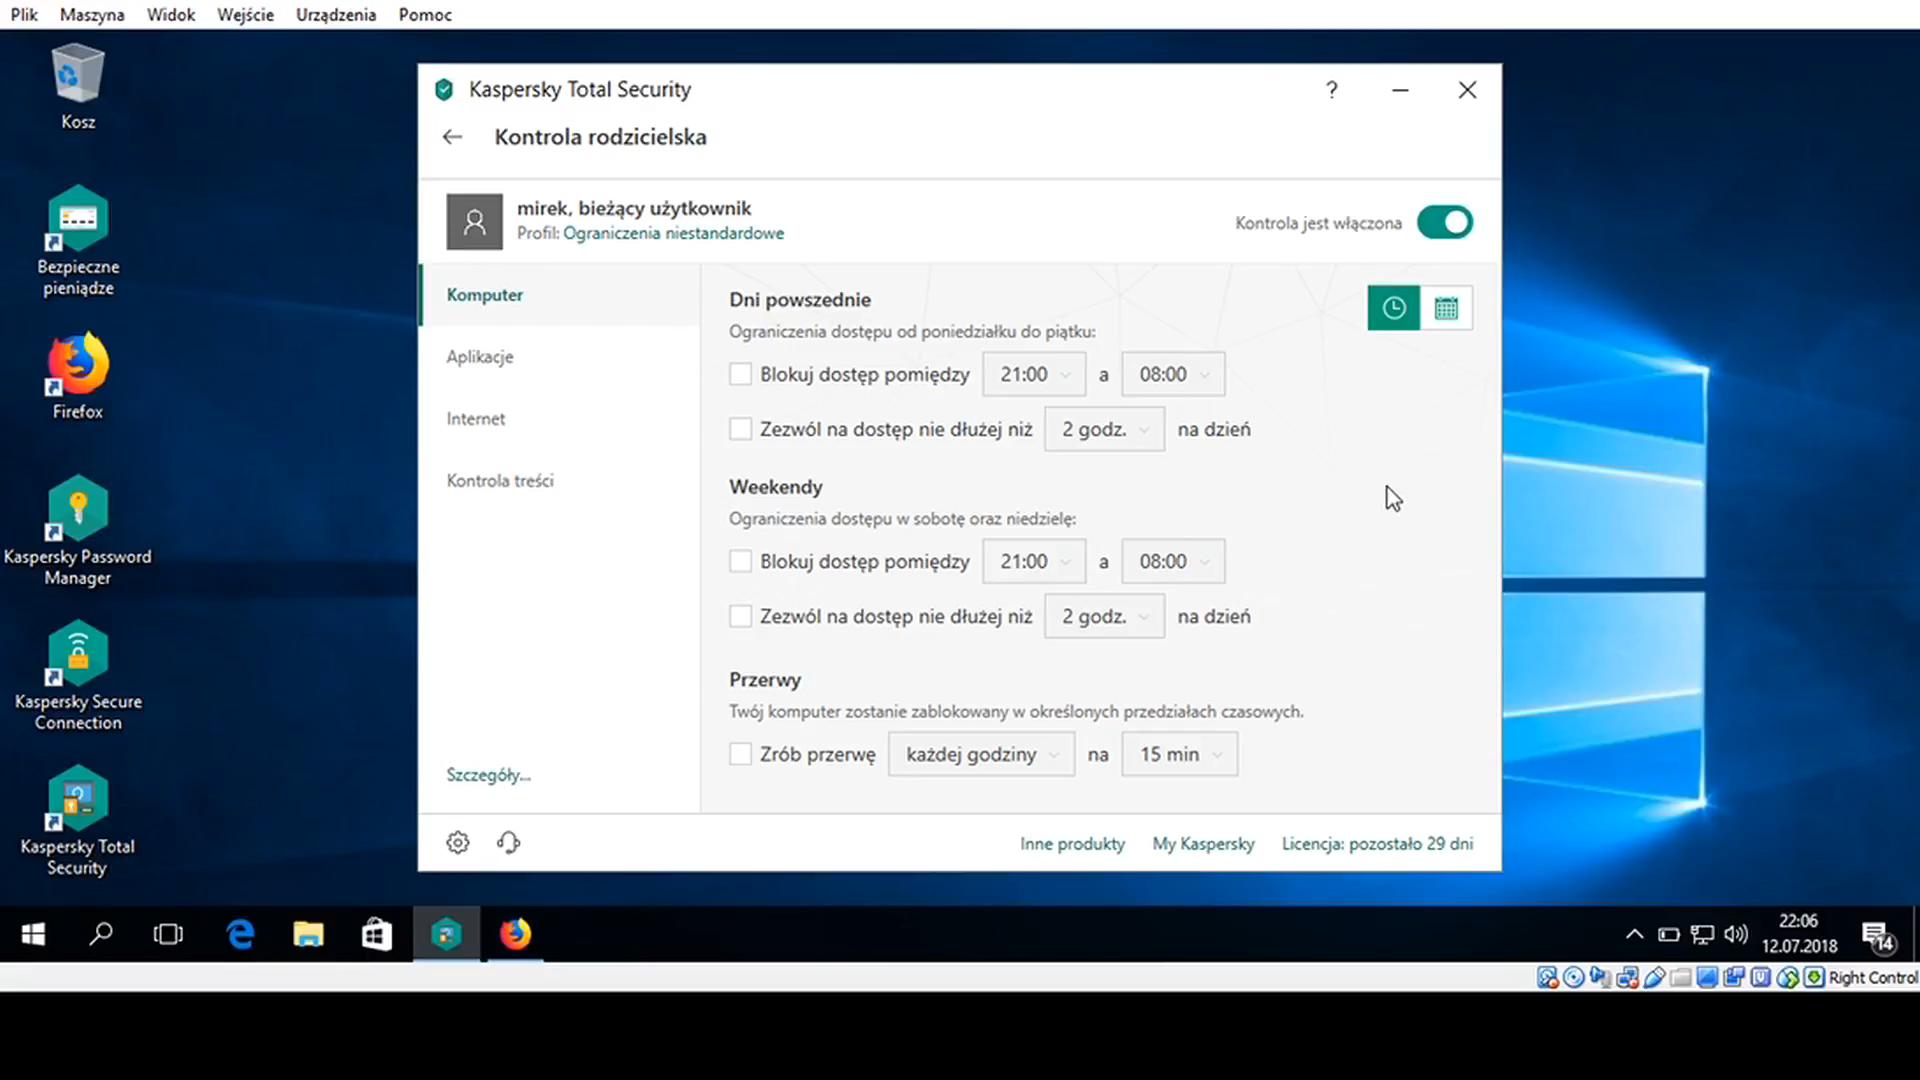 Plik Maszyna Widok Wejście Urządzenia Pomoc
Kosz
Bezpieczne
pieniądze
Firefox
Kaspersky Password
Manager
Kaspersky Secure
Connection
Kaspersky Total
Security
Kaspersky Total Security
?
Kontrola rodzicielska
mirek, bieżący użytkownik
Profil: Ograniczenia niestandardowe
Kontrola jest włączona
Komputer
Aplikacje
Internet
Kontrola treści
Szczegóły...
Dni powszednie
Ograniczenia dostępu od poniedziałku do piątku:
Blokuj dostęp pomiędzy 21:00 a 08:00
Zezwól na dostęp nie dłużej niż 2 godz. na dzień
Weekendy
Ograniczenia dostępu w sobotę oraz niedzielę:
Blokuj dostęp pomiędzy 21:00 a 08:00
Zezwól na dostęp nie dłużej niż 2 godz. na dzień
Przerwy
Twój komputer zostanie zablokowany w określonych przedziałach czasowych.
Zrób przerwę każdej godziny na 15 min
Inne produkty My Kaspersky Licencja: pozostało 29 dni
22:06
12.07.2018
14
Right Control